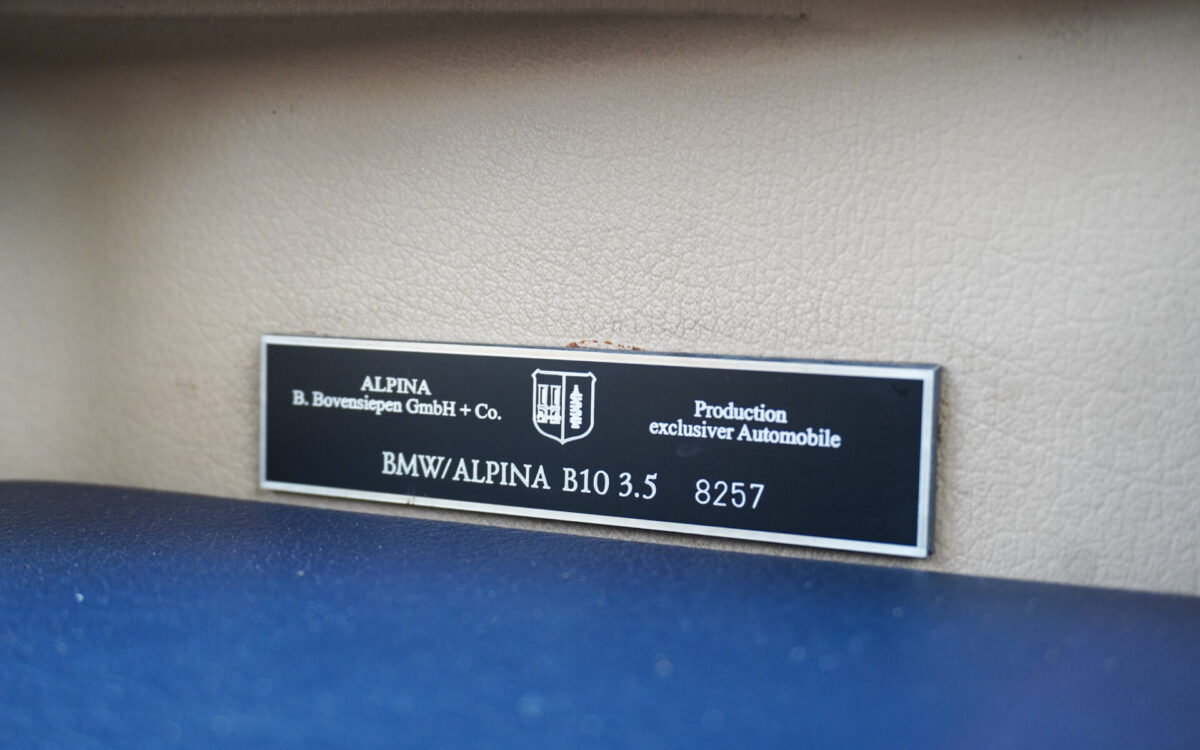 ALPINA
B. Bovensiepen GmbH + Co.
Production
exclusiver Automobile
BMW/ALPINA B10 3.5 8257